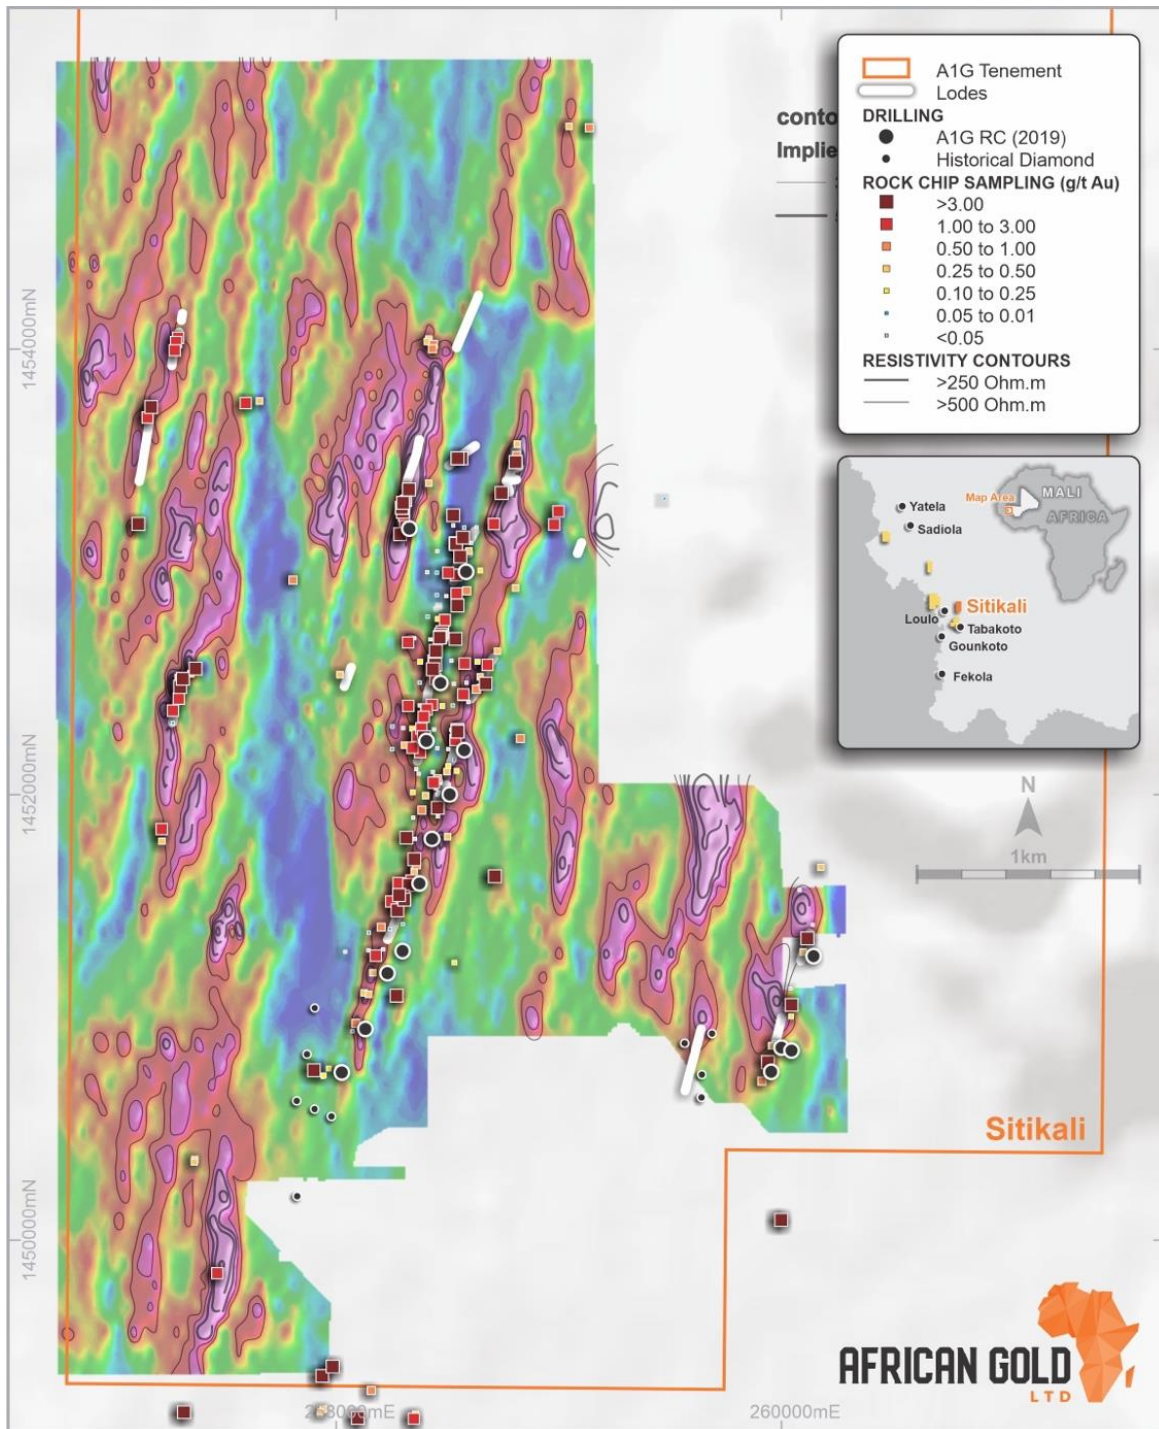 A1G Tenement
Lodes
DRILLING
A1G RC (2019)
Historical Diamond
ROCK CHIP SAMPLING (g/t Au)
>3.00
1.00 to 3.00
0.50 to 1.00
0.25 to 0.50
0.10 to 0.25
0.05 to 0.01
<0.05
RESISTIVITY CONTOURS
>250 Ohm.m
>500 Ohm.m
conto
Implie
Map Area
MALI
AFRICA
Yatela
Sadiola
Sitikali
Loulo
Tabakoto
Gounkoto
Fekola
N
1km
1454000mN
1452000mN
1450000mN
Sitikali
AFRICAN GOLD
LTD
258000mE
260000mE